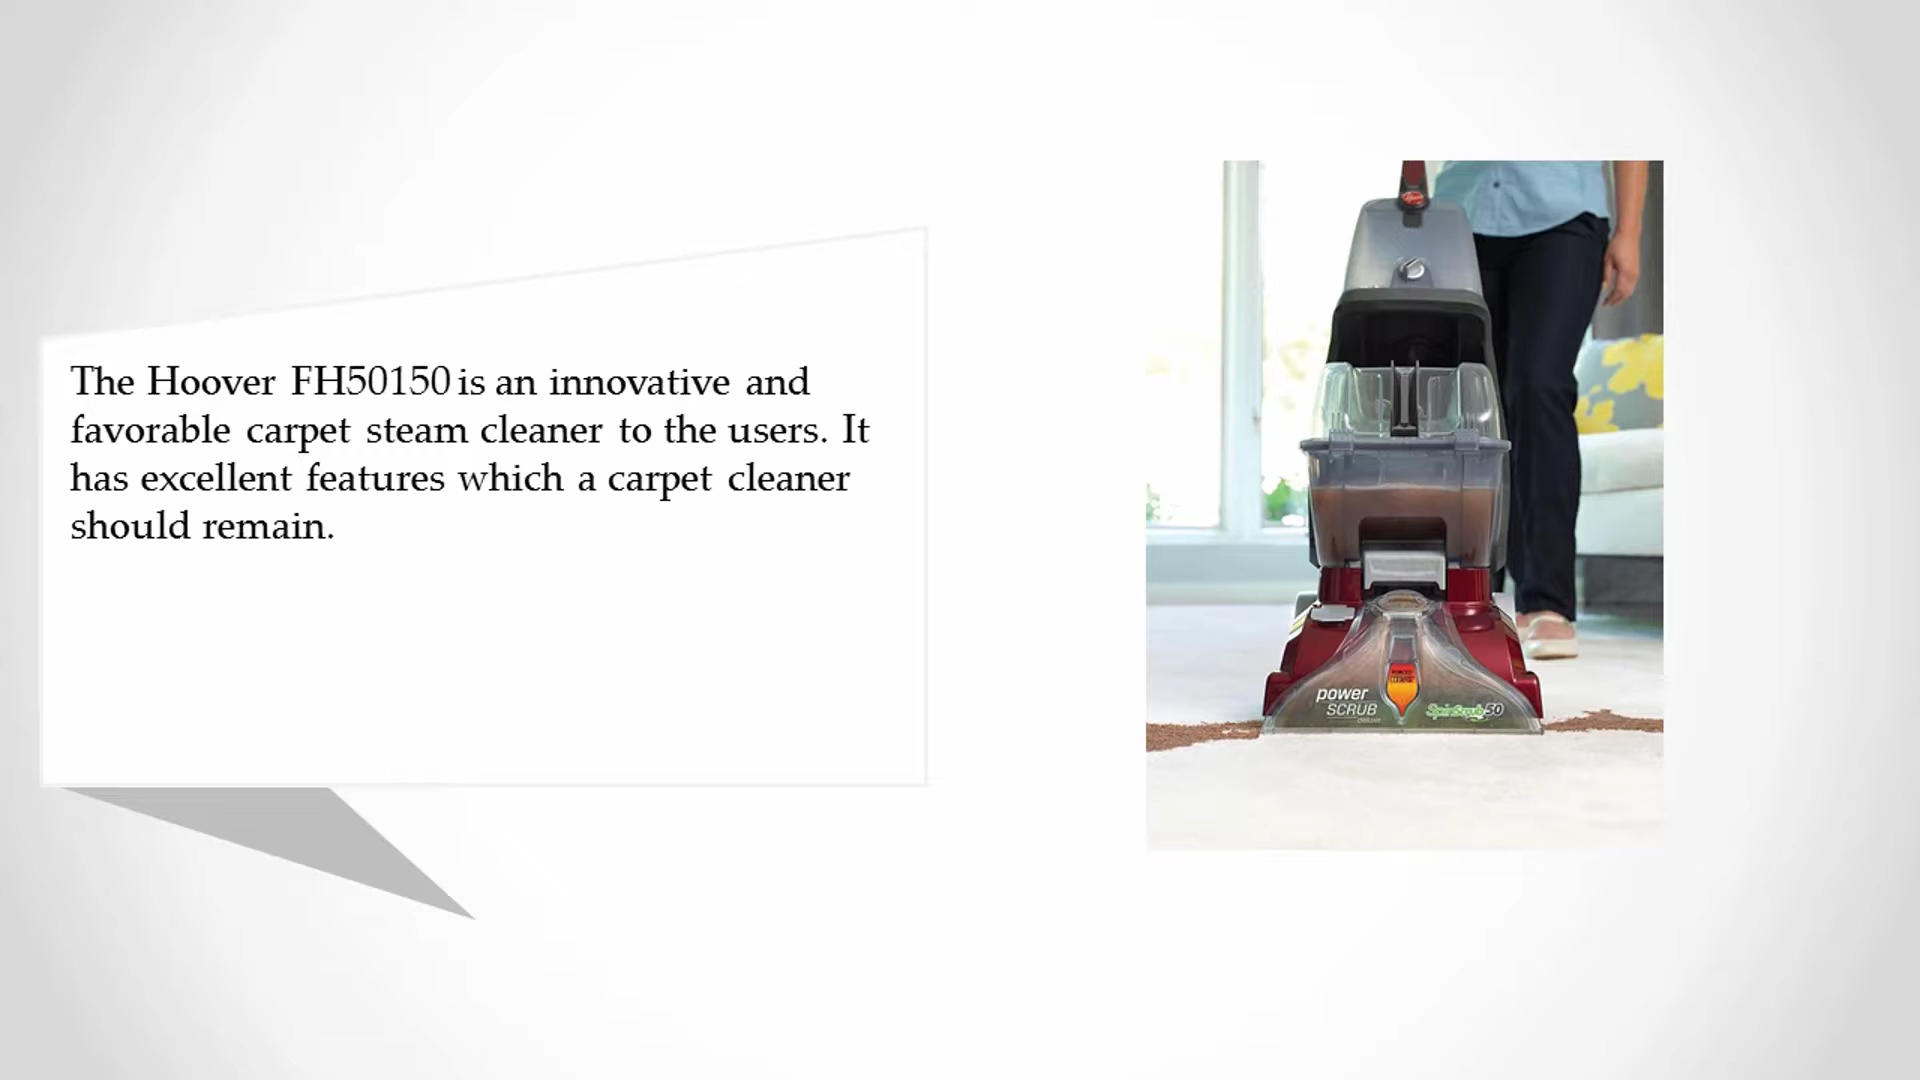 The Hoover FH50150 is an innovative and
favorable carpet steam cleaner to the users. It
has excellent features which a carpet cleaner
should remain.
power
SCRUB
deluxe
SpinScrub 50